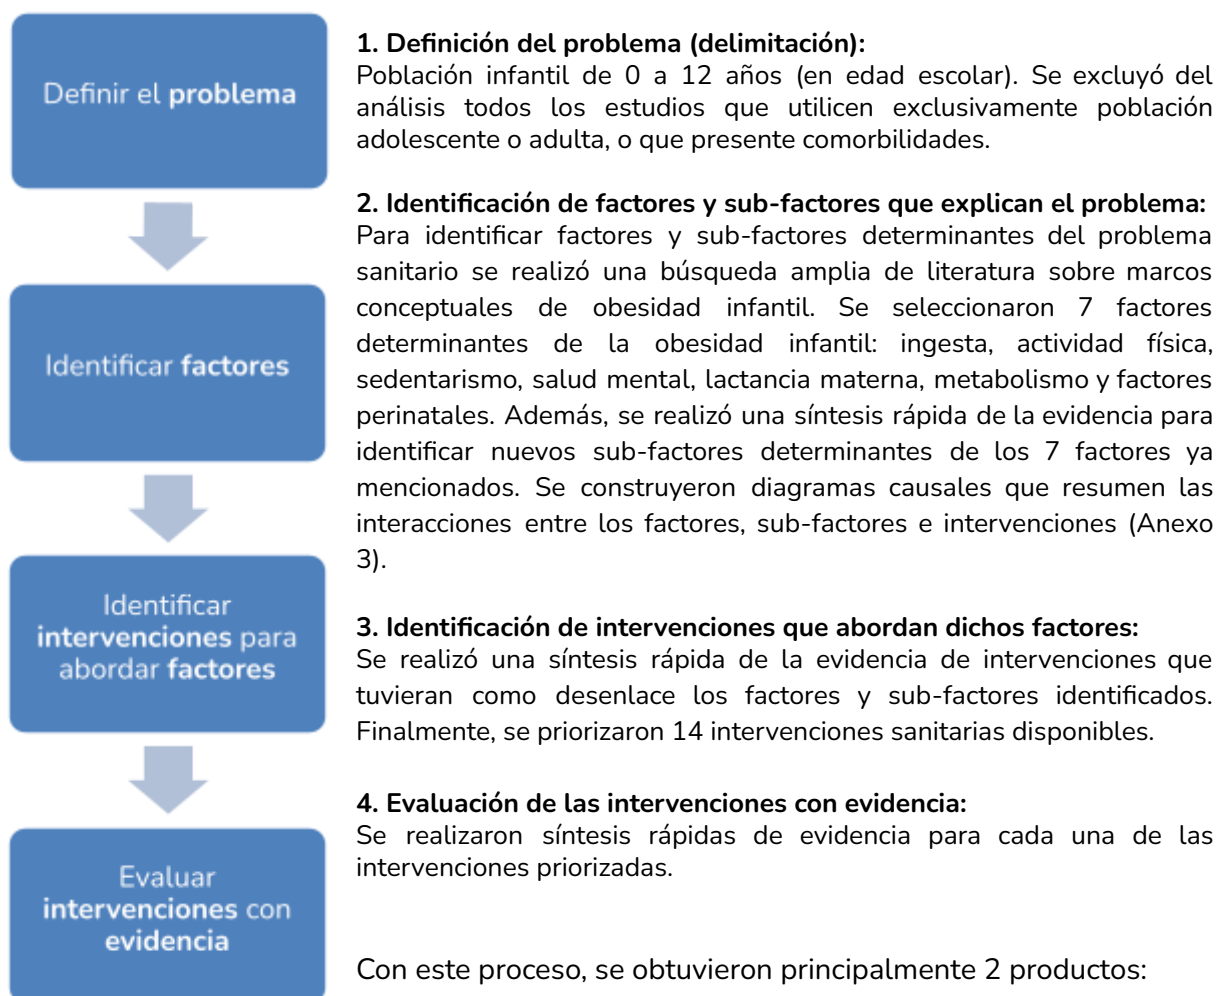 Definir el problema
1. Definición del problema (delimitación):
Población infantil de 0 a 12 años (en edad escolar). Se excluyó del
análisis todos los estudios que utilicen exclusivamente población
adolescente o adulta, o que presente comorbilidades.
Identificar factores
2. Identificación de factores y sub-factores que explican el problema:
Para identificar factores y sub-factores determinantes del problema
sanitario se realizó una búsqueda amplia de literatura sobre marcos
conceptuales de obesidad infantil. Se seleccionaron 7 factores
determinantes de la obesidad infantil: ingesta, actividad física,
sedentarismo, salud mental, lactancia materna, metabolismo y factores
perinatales. Además, se realizó una síntesis rápida de la evidencia para
identificar nuevos sub-factores determinantes de los 7 factores ya
mencionados. Se construyeron diagramas causales que resumen las
interacciones entre los factores, sub-factores e intervenciones (Anexo
3).
Identificar
intervenciones para
abordar factores
3. Identificación de intervenciones que abordan dichos factores:
Se realizó una síntesis rápida de la evidencia de intervenciones que
tuvieran como desenlace los factores y sub-factores identificados.
Finalmente, se priorizaron 14 intervenciones sanitarias disponibles.
Evaluar
intervenciones con
evidencia
4. Evaluación de las intervenciones con evidencia:
Se realizaron síntesis rápidas de evidencia para cada una de las
intervenciones priorizadas.
Con este proceso, se obtuvieron principalmente 2 productos: